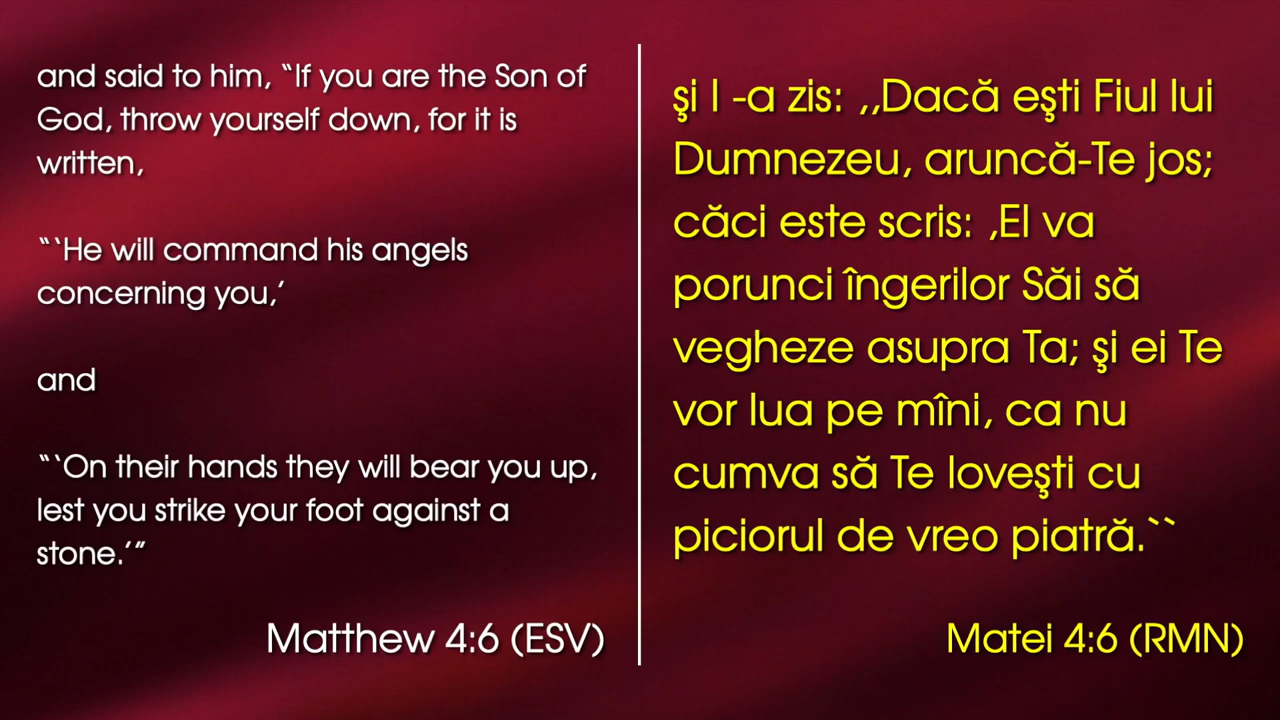 and said to him, “If you are the Son of
God, throw yourself down, for it is
written,
“‘He will command his angels
concerning you,’
and
“‘On their hands they will bear you up,
lest you strike your foot against a
stone.’”
Matthew 4:6 (ESV)
şi I -a zis: ,,Dacă eşti Fiul lui
Dumnezeu, aruncă-Te jos;
căci este scris: ,El va
porunci îngerilor Săi să
vegheze asupra Ta; şi ei Te
vor lua pe mîni, ca nu
cumva să Te loveşti cu
piciorul de vreo piatră.``
Matei 4:6 (RMN)